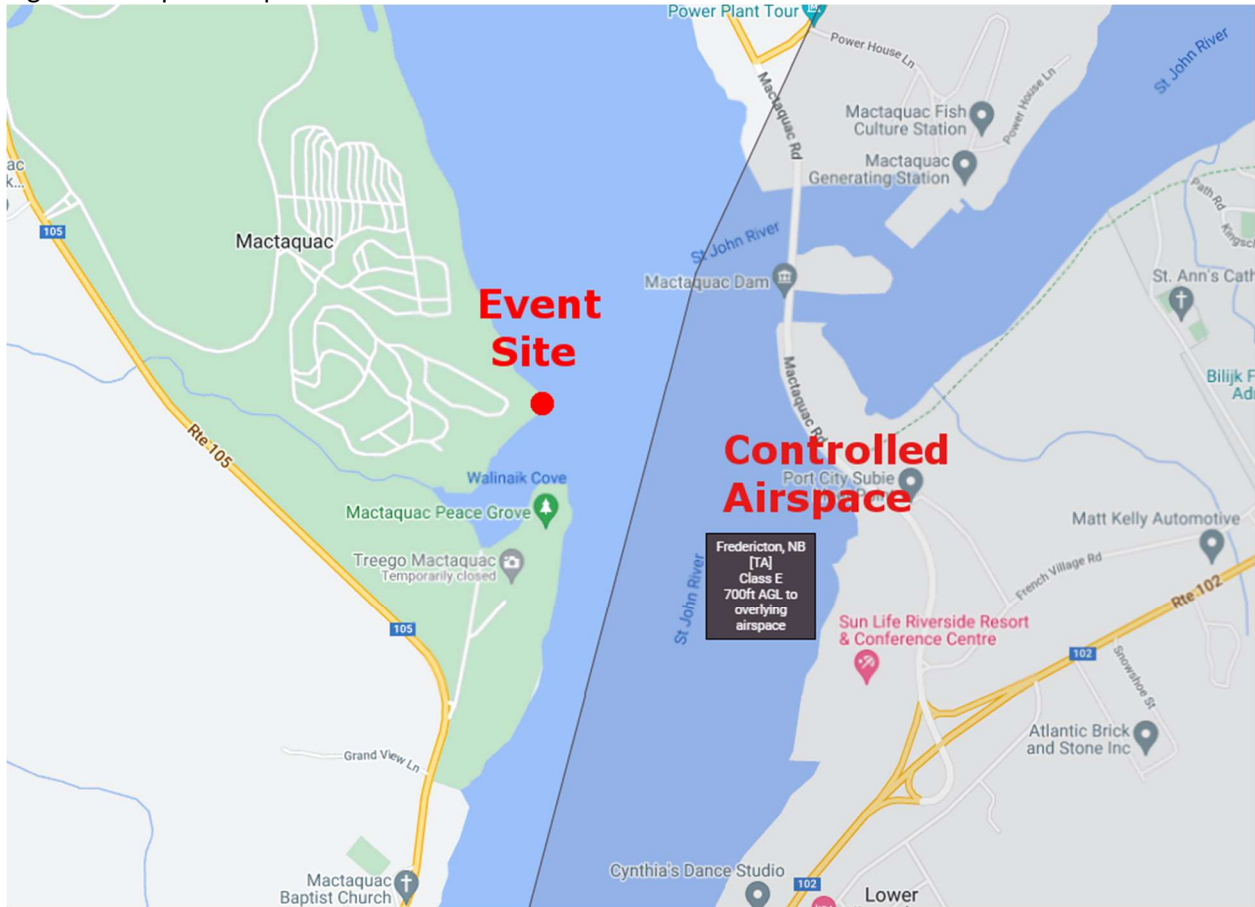 Power Plant Tour
Power House Ln
St John River
Mactaquac Rd
Mactaquac Fish
Culture Station
Power House Ln
Mactaquac
Generating Station
ac
k...
Path Rd
105
Mactaquac
St John River
Mactaquac Dam
St. Ann's Cath
Event
Site
Mactaquac Rd
Bilijk F
Rte 105
Controlled
Airspace
Walinaik Cove
Port City Subie
Mactaquac Peace Grove
Matt Kelly Automotive
Treego Mactaquac
Temporarily closed
St John River
Fredericton, NB
[TA]
Class E
700ft AGL to
overlying
airspace
French Village Rd
Rte 102
Sun Life Riverside Resort
& Conference Centre
105
102
Snowshoe St
Atlantic Brick
and Stone Inc
Grand View Ln
Mactaquac
Baptist Church
Cynthia's Dance Studio
102
Lower